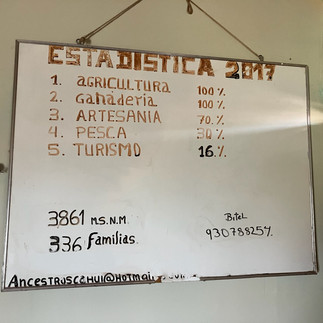 ESTADISTICA 2017
1. AGRICULTURA 100 %
2. Ganaderia 100 %
3. ARTESANIA 70 %
4. PESCA 30 %
5. TURISMO 16 %
3861 M.S.N.M.
336 Familias.
Bitel
93078825